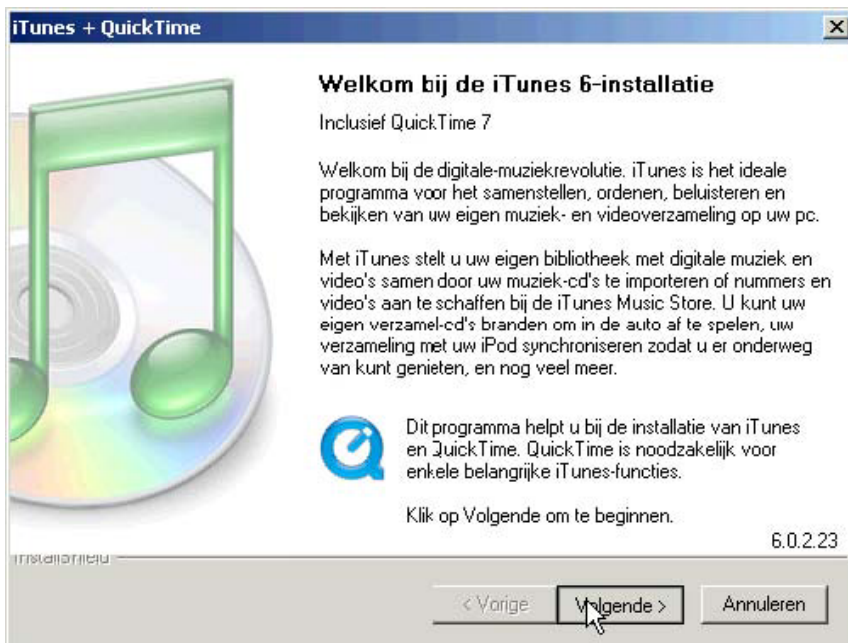 iTunes + QuickTime
Welkom bij de iTunes 6-installatie
Inclusief QuickTime 7
Welkom bij de digitale-muziekrevolutie. iTunes is het ideale
programma voor het samenstellen, ordenen, beluisteren en
bekijken van uw eigen muziek- en videoverzameling op uw pc.
Met iTunes stelt u uw eigen bibliotheek met digitale muziek en
video's samen door uw muziek-cd's te importeren of nummers en
video's aan te schaffen bij de iTunes Music Store. U kunt uw
eigen verzamel-cd's branden om in de auto af te spelen, uw
verzameling met uw iPod synchroniseren zodat u er onderweg
van kunt genieten, en nog veel meer.
Dit programma helpt u bij de installatie van iTunes
en QuickTime. QuickTime is noodzakelijk voor
enkele belangrijke iTunes-functies.
Klik op Volgende om te beginnen.
6.0.2.23
InstallShield
< Vorige
Volgende >
Annuleren